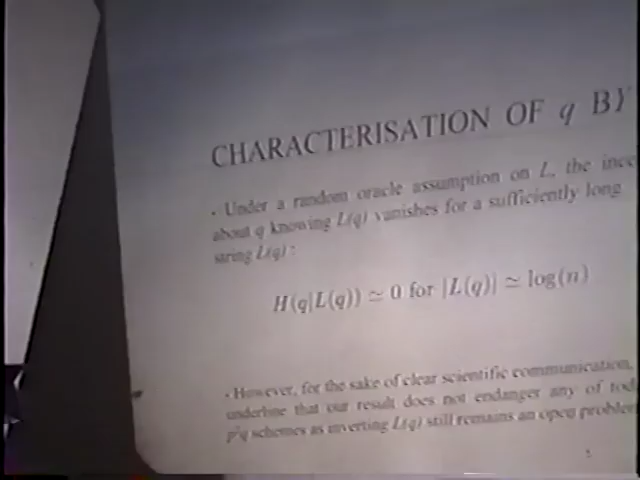 CHARACTERISATION OF q BY
· Under a random oracle assumption on L, the ince
about q knowing L(q) vanishes for a sufficiently long
string L(q) :
H(q|L(q)) ≃ 0 for |L(q)| ≃ log(n)
· However, for the sake of clear scientific communication,
underline that our result does not endanger any of tod
p²q schemes as inverting L(q) still remains an open problem